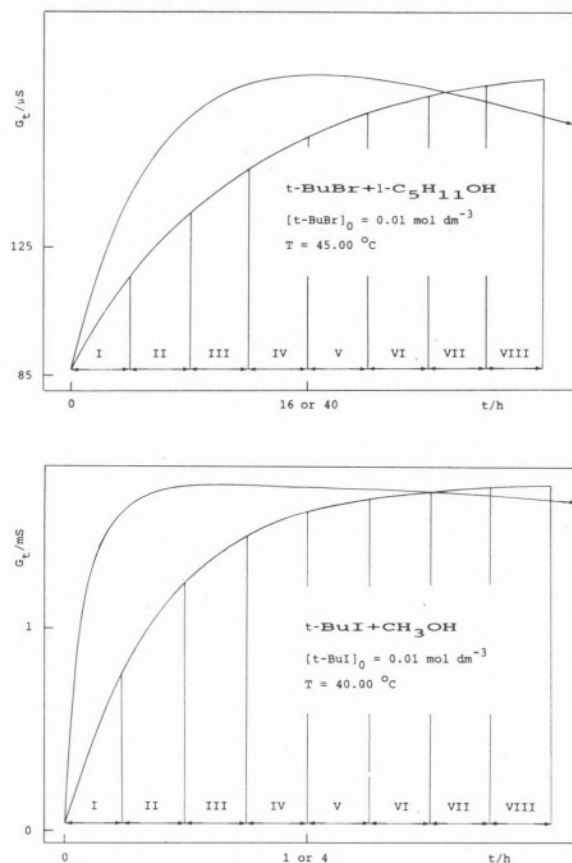 G_t/µS
t-BuBr+1-C5H11OH
[t-BuBr]0 = 0.01 mol dm-3
125
T = 45.00 °C
I II III IV V VI VII VIII
85
0 16 or 40 t/h
G_t/mS
1
t-BuI+CH3OH
[t-BuI]0 = 0.01 mol dm-3
T = 40.00 °C
I II III IV V VI VII VIII
0
0 1 or 4 t/h